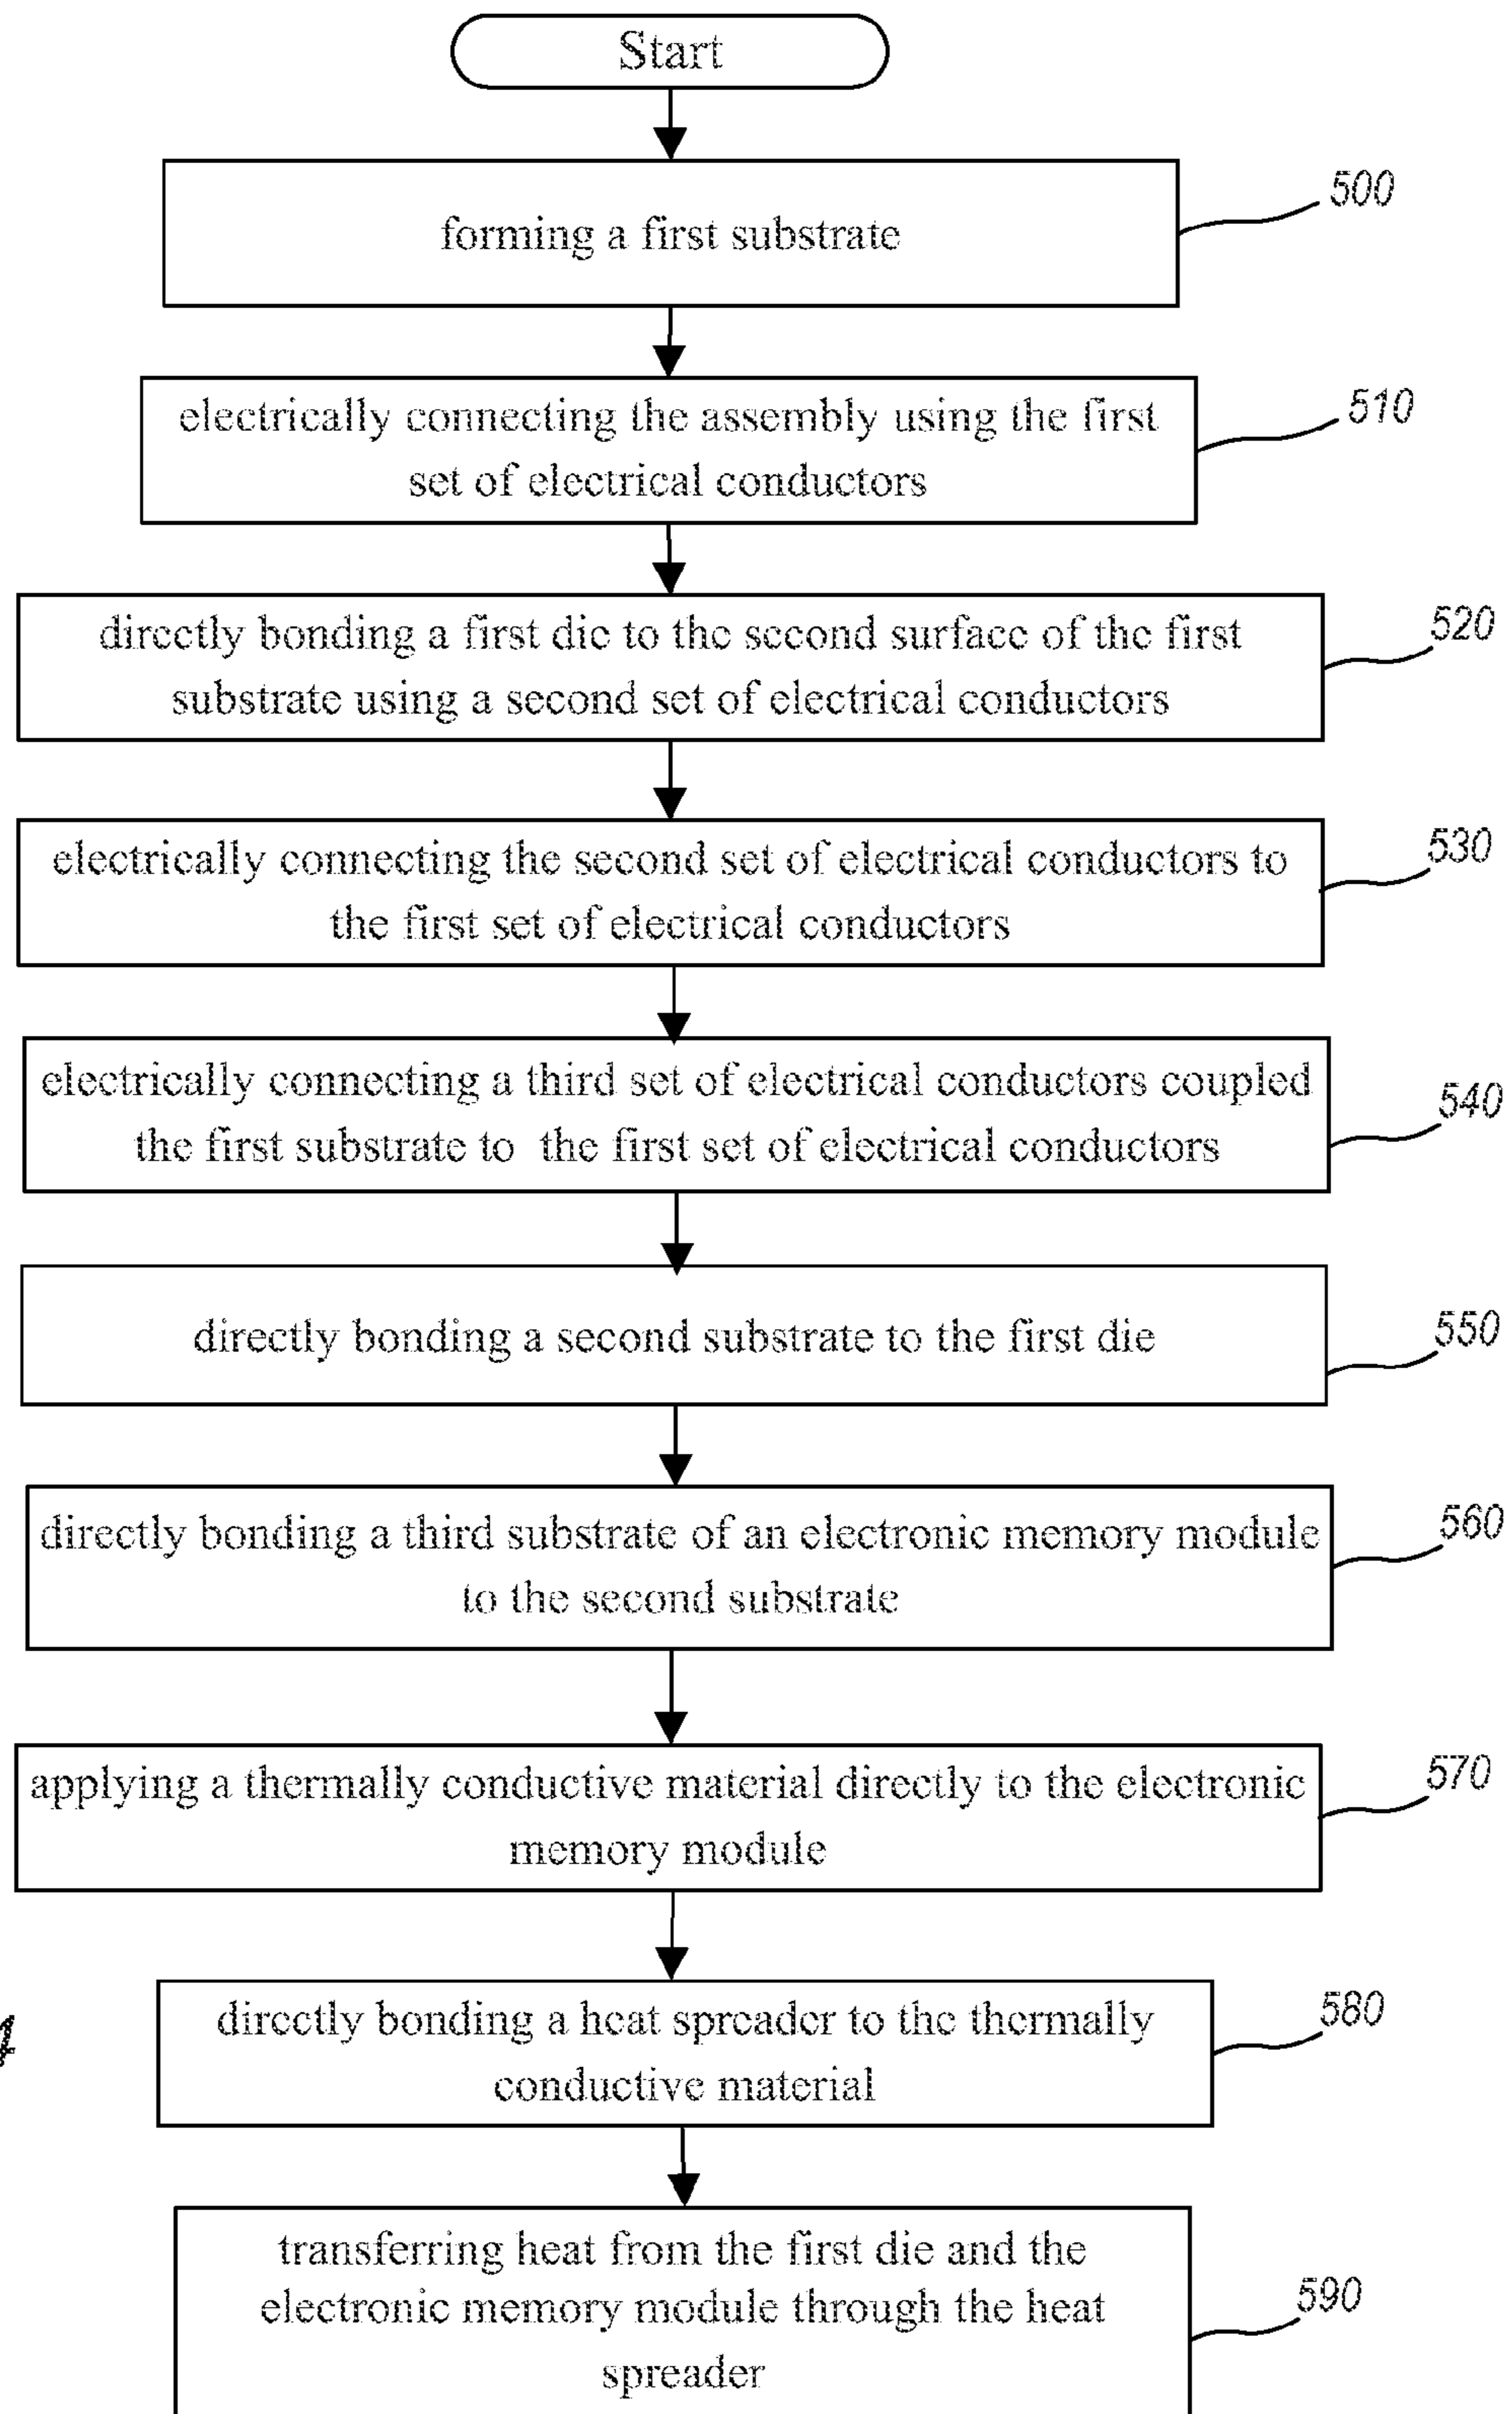 Start
forming a first substrate
500
electrically connecting the assembly using the first
set of electrical conductors
510
directly bonding a first die to the second surface of the first
substrate using a second set of electrical conductors
520
electrically connecting the second set of electrical conductors to
the first set of electrical conductors
530
electrically connecting a third set of electrical conductors coupled
the first substrate to the first set of electrical conductors
540
directly bonding a second substrate to the first die
550
directly bonding a third substrate of an electronic memory module
to the second substrate
560
applying a thermally conductive material directly to the electronic
memory module
570
directly bonding a heat spreader to the thermally
conductive material
580
4
transferring heat from the first die and the
electronic memory module through the heat
spreader
590